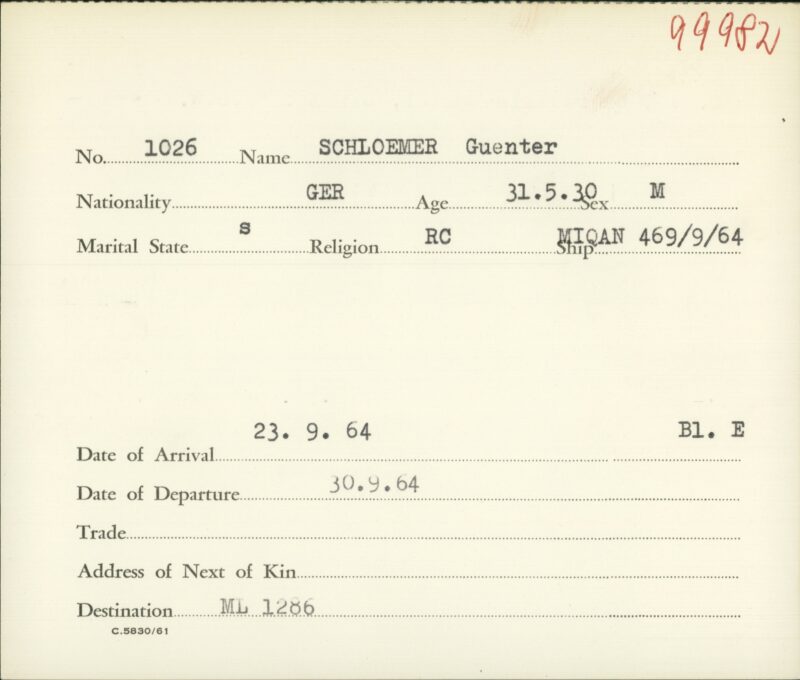 99982
No. 1026 Name SCHLOEMER Guenter
Nationality GER Age 31.5.30 Sex M
Marital State s Religion RC Ship MIQAN 469/9/64
Date of Arrival 23. 9. 64 Bl. E
Date of Departure 30.9.64
Trade
Address of Next of Kin
Destination ML 1286
C.5830/61